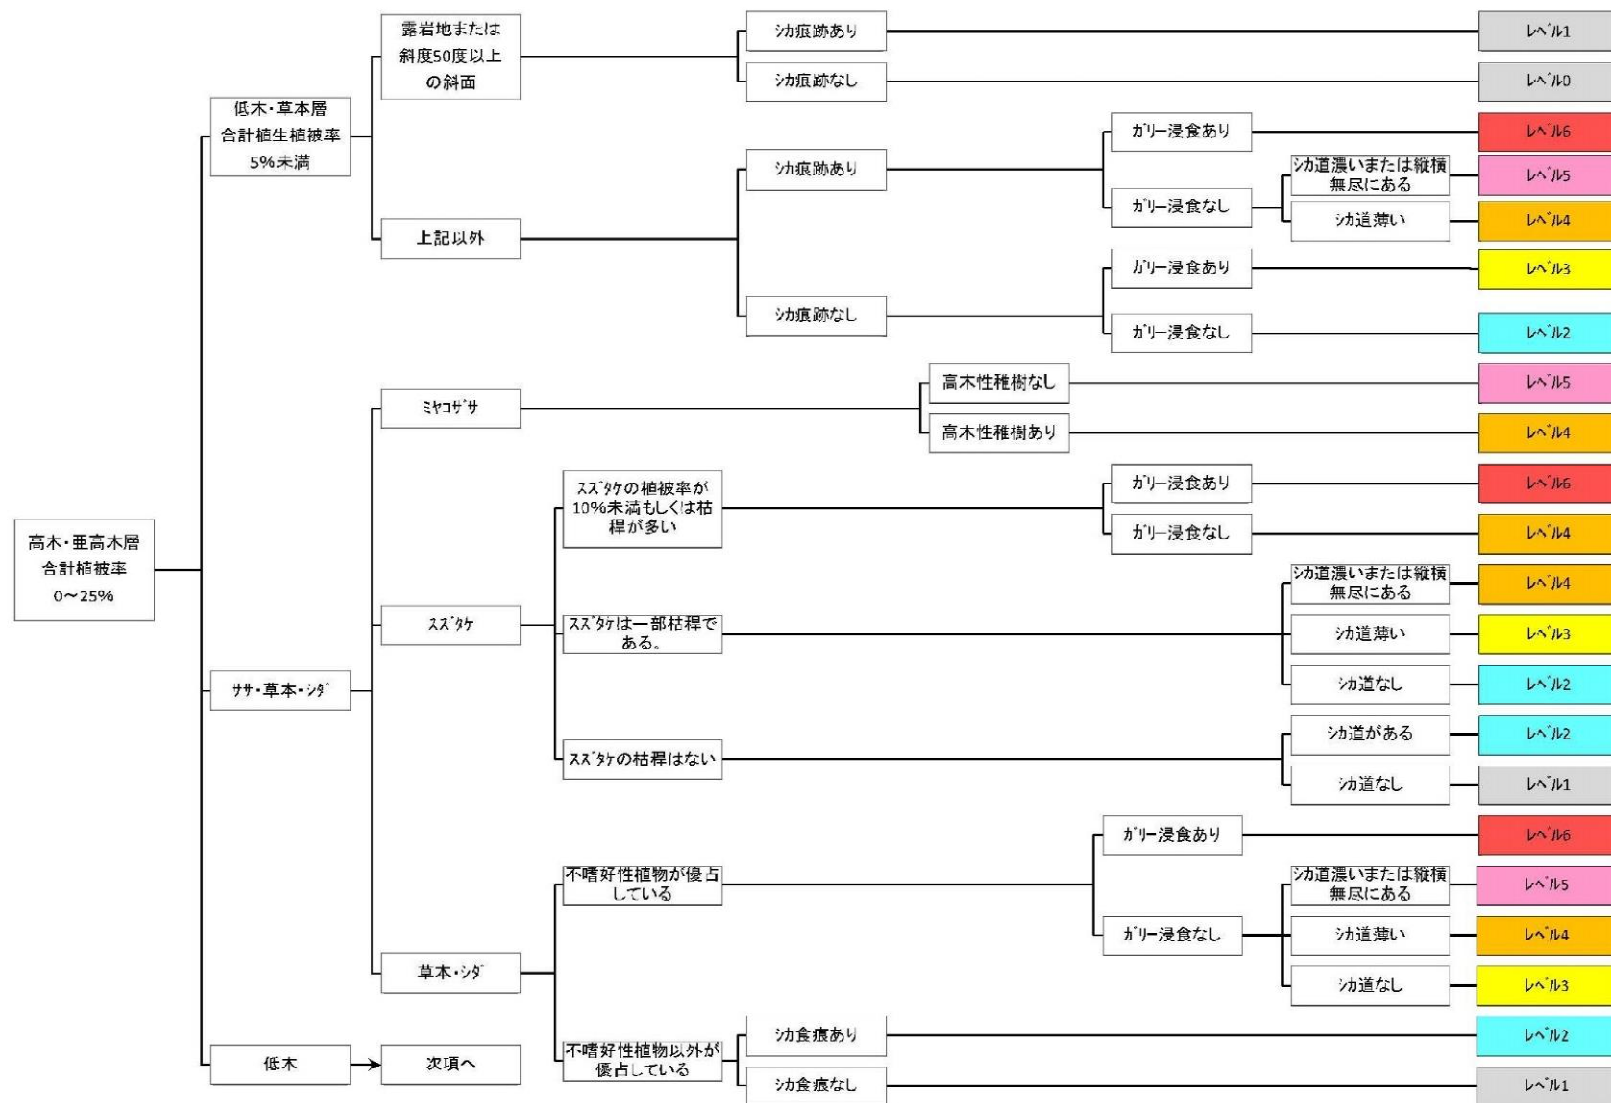 露岩地または
斜度50度以上
の斜面
シカ痕跡あり
レベル1
シカ痕跡なし
レベル0
低木・草本層
合計植生植被率
5%未満
ガリー浸食あり
レベル6
シカ痕跡あり
シカ道濃いまたは縦横
無尽にある
レベル5
ガリー浸食なし
シカ道薄い
レベル4
上記以外
ガリー浸食あり
レベル3
シカ痕跡なし
ガリー浸食なし
レベル2
ミヤコザサ
高木性稚樹なし
レベル5
高木性稚樹あり
レベル4
スズタケの植被率が
10%未満もしくは枯
稈が多い
ガリー浸食あり
レベル6
ガリー浸食なし
レベル4
高木・亜高木層
合計植被率
0～25%
シカ道濃いまたは縦横
無尽にある
レベル4
スズタケ
スズタケは一部枯稈で
ある。
シカ道薄い
レベル3
ササ・草本・シダ
シカ道なし
レベル2
スズタケの枯稈はない
シカ道がある
レベル2
シカ道なし
レベル1
ガリー浸食あり
レベル6
不嗜好性植物が優占
している
シカ道濃いまたは縦横
無尽にある
レベル5
ガリー浸食なし
シカ道薄い
レベル4
草本・シダ
シカ道なし
レベル3
シカ食痕あり
レベル2
低木
次項へ
不嗜好性植物以外が
優占している
シカ食痕なし
レベル1